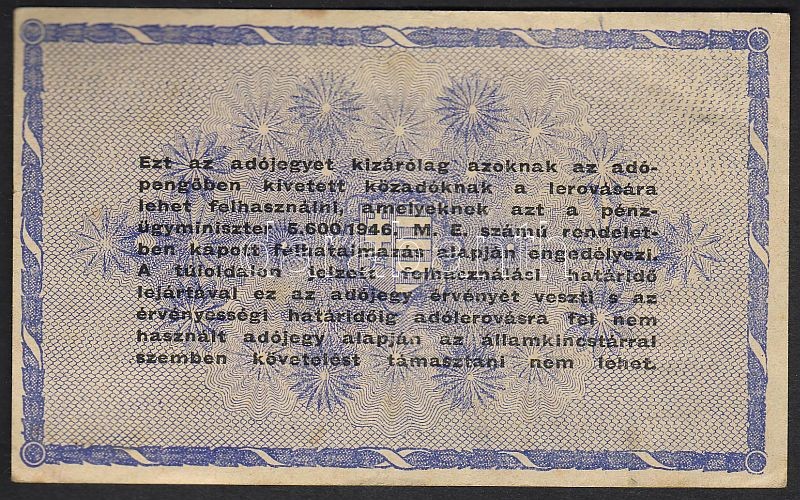 Ezt az adójegyet kizárólag azoknak az adó-
pengőben kivetett közadóknak a lerovására
lehet felhasználni, amelyeknek azt a pénz-
ügyminiszter 5.600/1946. M. E. számú rendelet-
ben kapott felhatalmazás alapján engedélyezi.
A túloldalon jelzett felhasználási határidő
lejártával ez az adójegy érvényét veszti s az
érvényességi határidőig adólerovásra fel nem
használt adójegy alapján az államkincstárral
szemben követelést támasztani nem lehet.